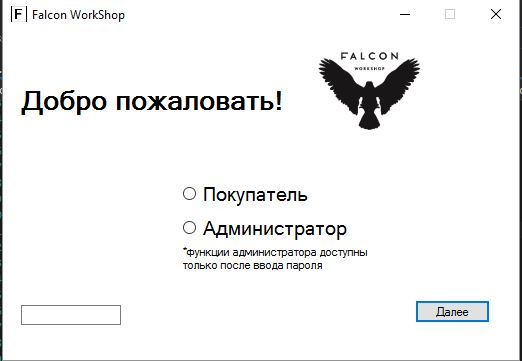 F Falcon WorkShop
FALCON
WORKSHOP
Добро пожаловать!
Покупатель
Администратор
*функции администратора доступны
только после ввода пароля
Далее